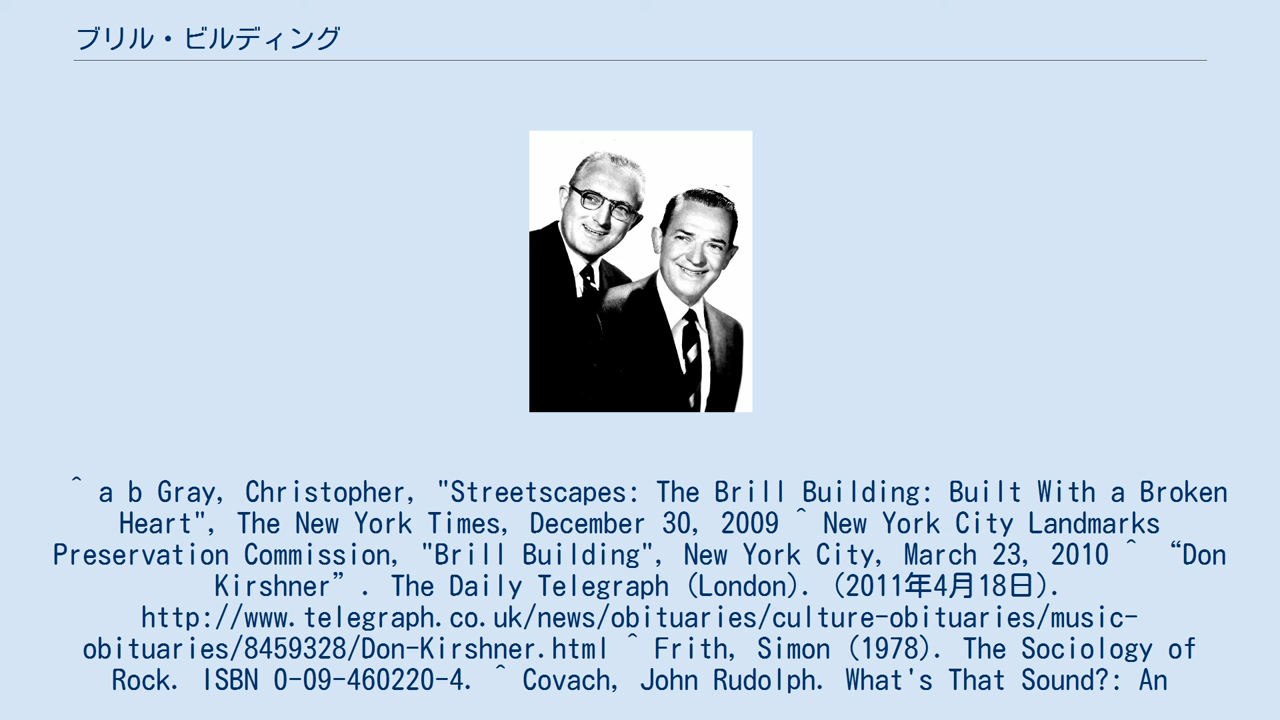 ブリル・ビルディング
^ a b Gray, Christopher, "Streetscapes: The Brill Building: Built With a Broken
Heart", The New York Times, December 30, 2009 ^ New York City Landmarks
Preservation Commission, "Brill Building", New York City, March 23, 2010 ^ “Don
Kirshner”. The Daily Telegraph (London). (2011年4月18日).
http://www.telegraph.co.uk/news/obituaries/culture-obituaries/music-
obituaries/8459328/Don-Kirshner.html ^ Frith, Simon (1978). The Sociology of
Rock. ISBN 0-09-460220-4. ^ Covach, John Rudolph. What's That Sound?: An